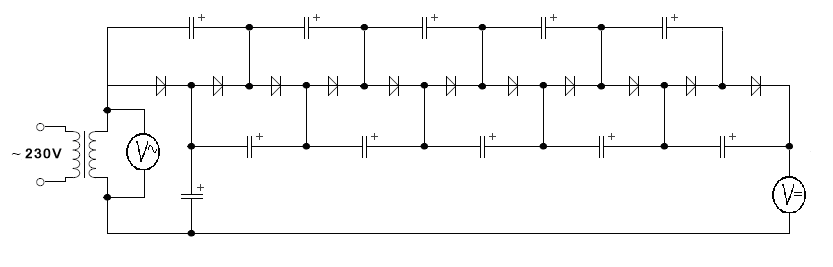 + + + + +
~ 230V
V~
+ + + + +
+
V=